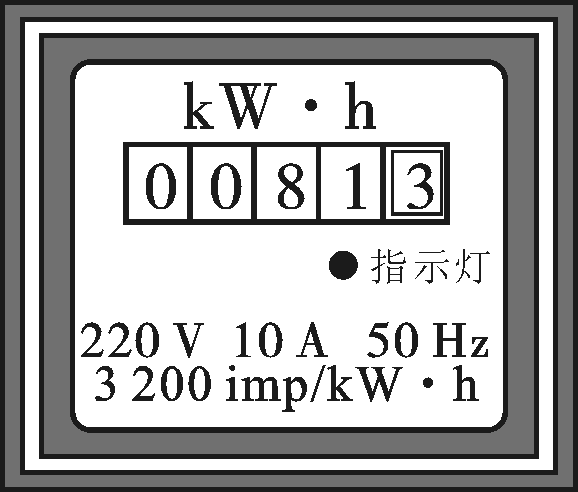 kW·h
0 0 8 1 3
指示灯
220 V 10 A 50 Hz
3 200 imp/kW·h